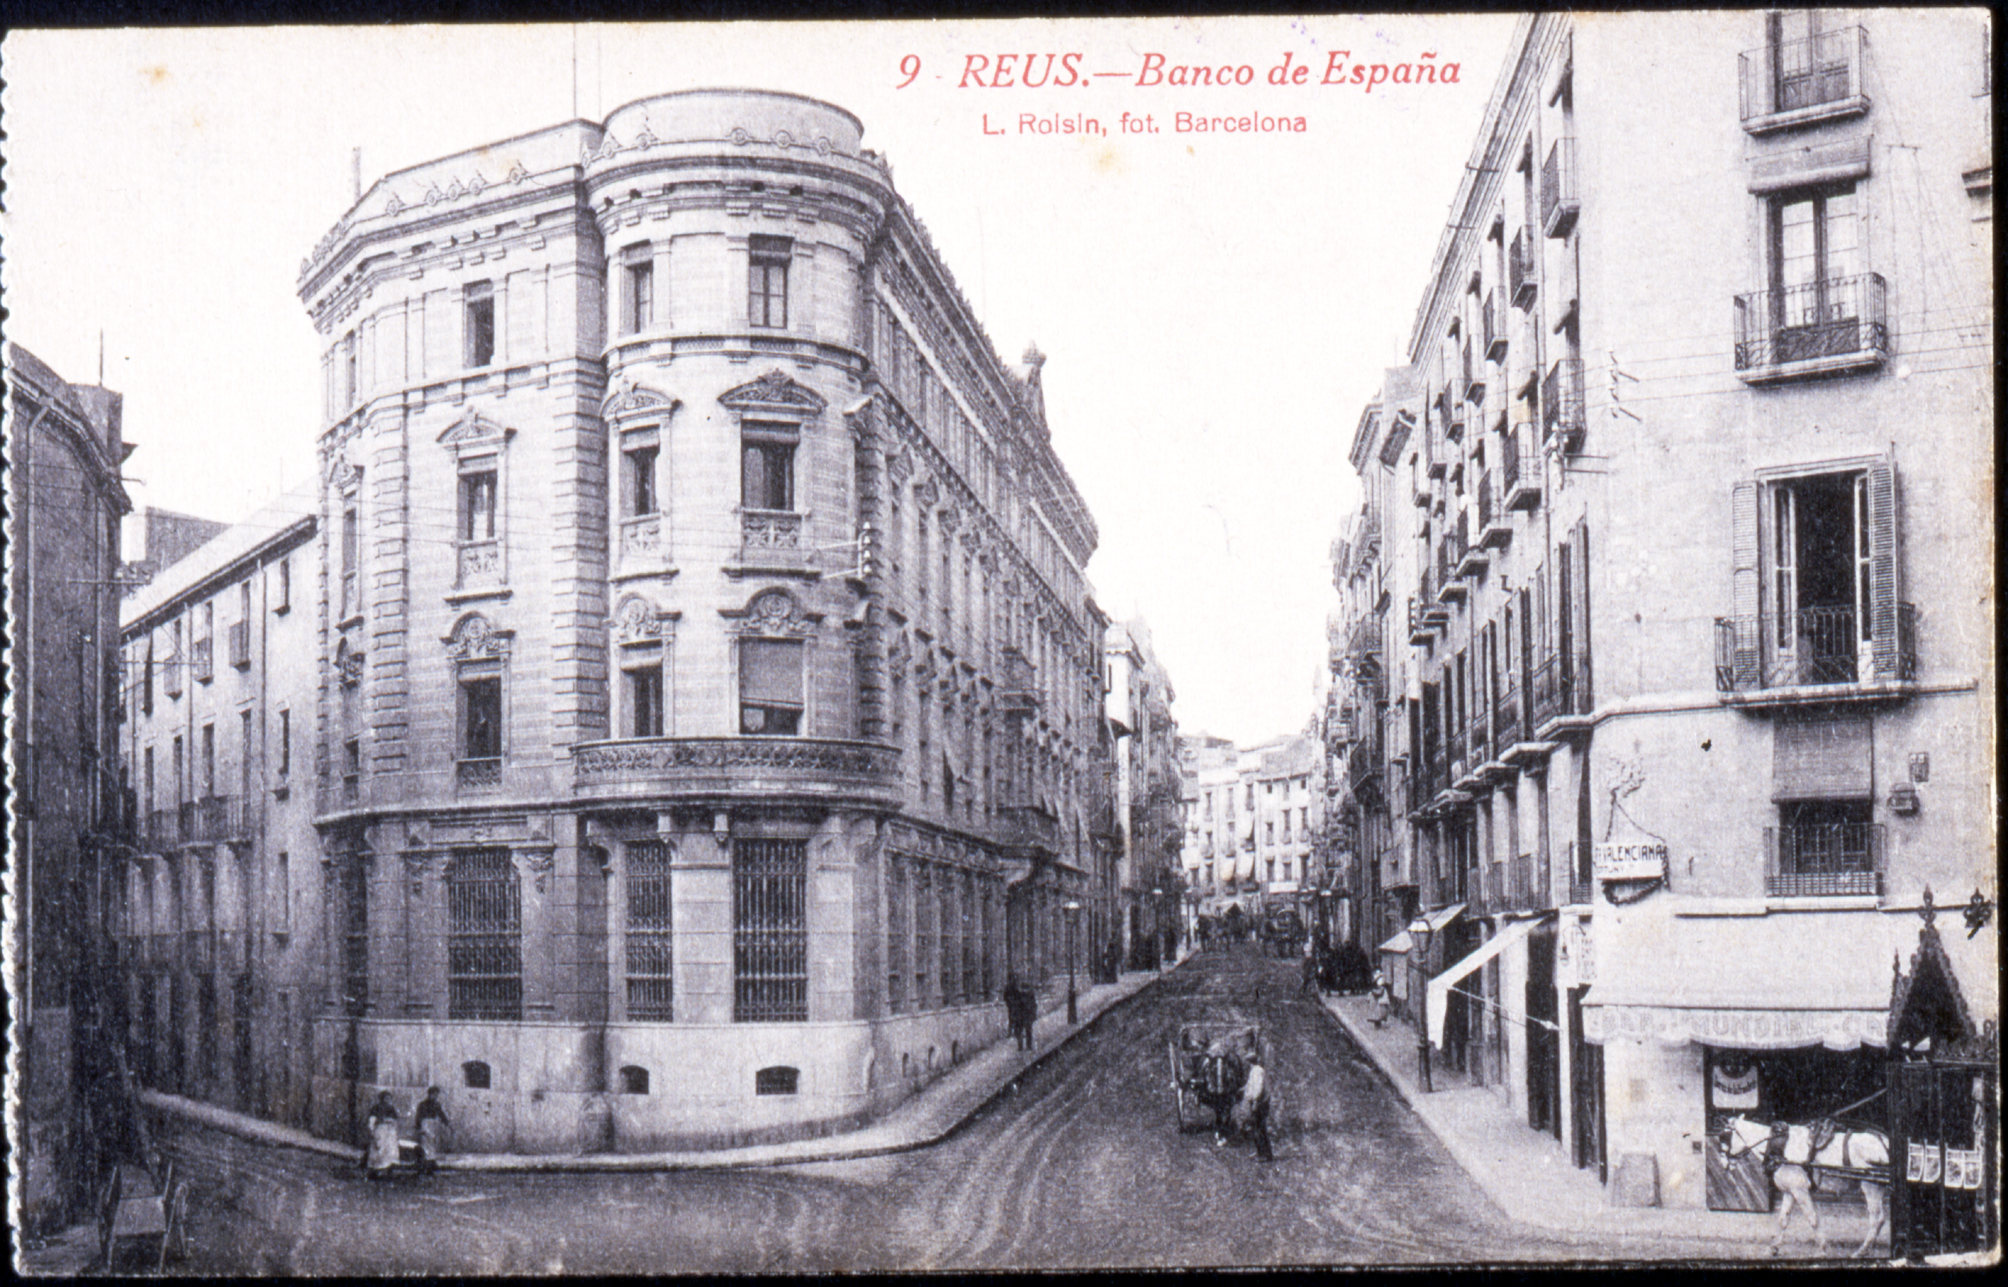 9 - REUS.—Banco de España
L. Roisin, fot. Barcelona
VALENCIANA
BAR MUNDIAL